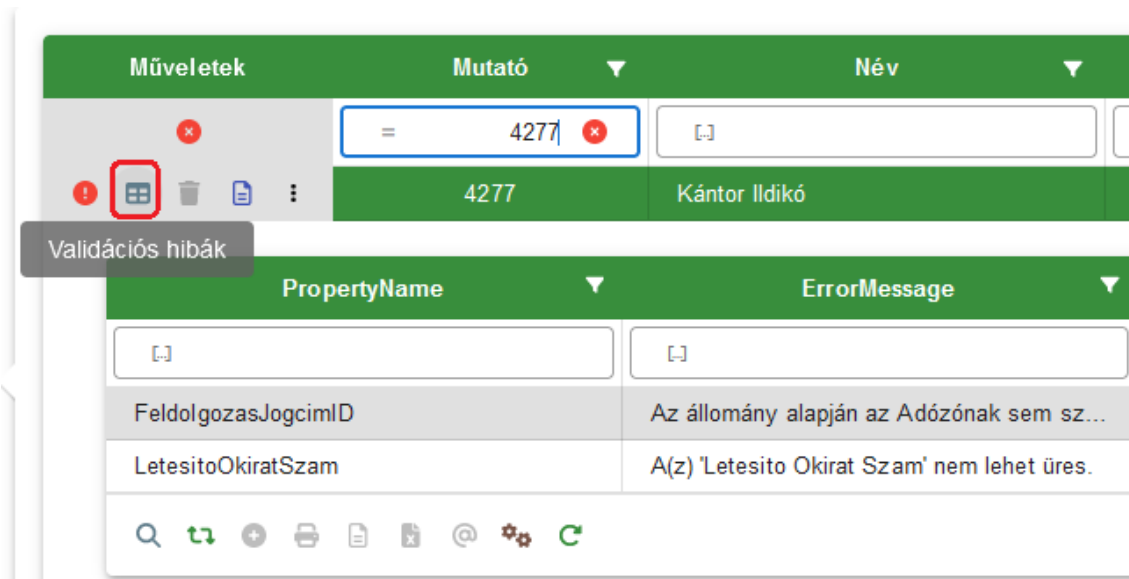 Műveletek Mutató Név
= 4277 [...]
4277 Kántor Ildikó
Validációs hibák
PropertyName ErrorMessage
[...] [...]
FeldolgozasJogcimID Az állomány alapján az Adózónak sem sz...
LetesitoOkiratSzam A(z) 'Letesito Okirat Szam' nem lehet üres.